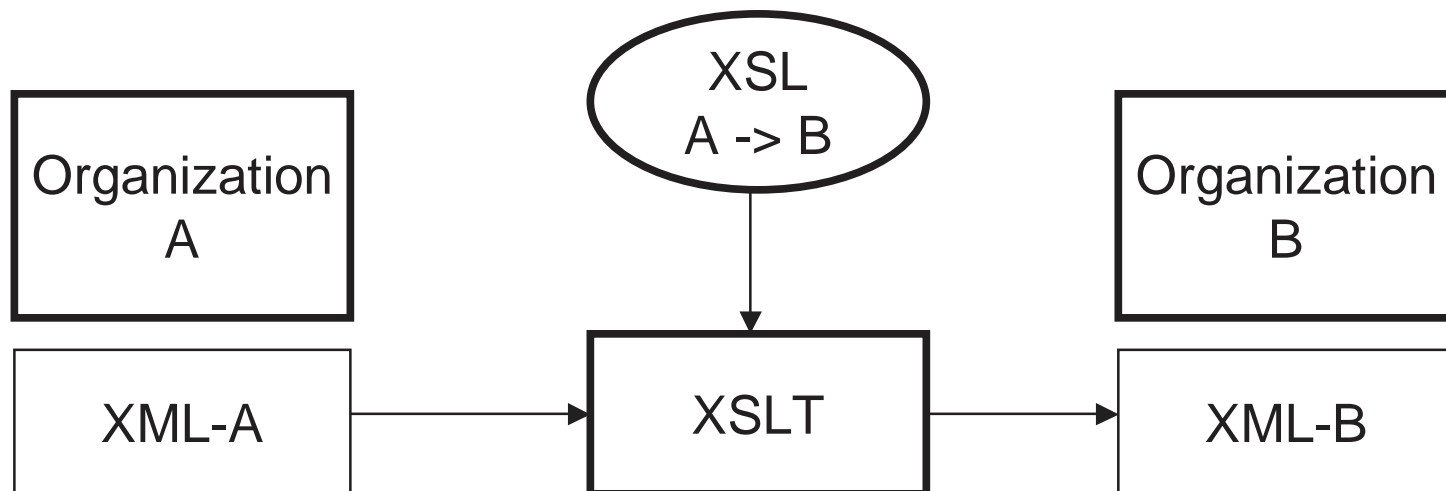 XSL
A -> B
Organization
A
Organization
B
XML-A
XSLT
XML-B